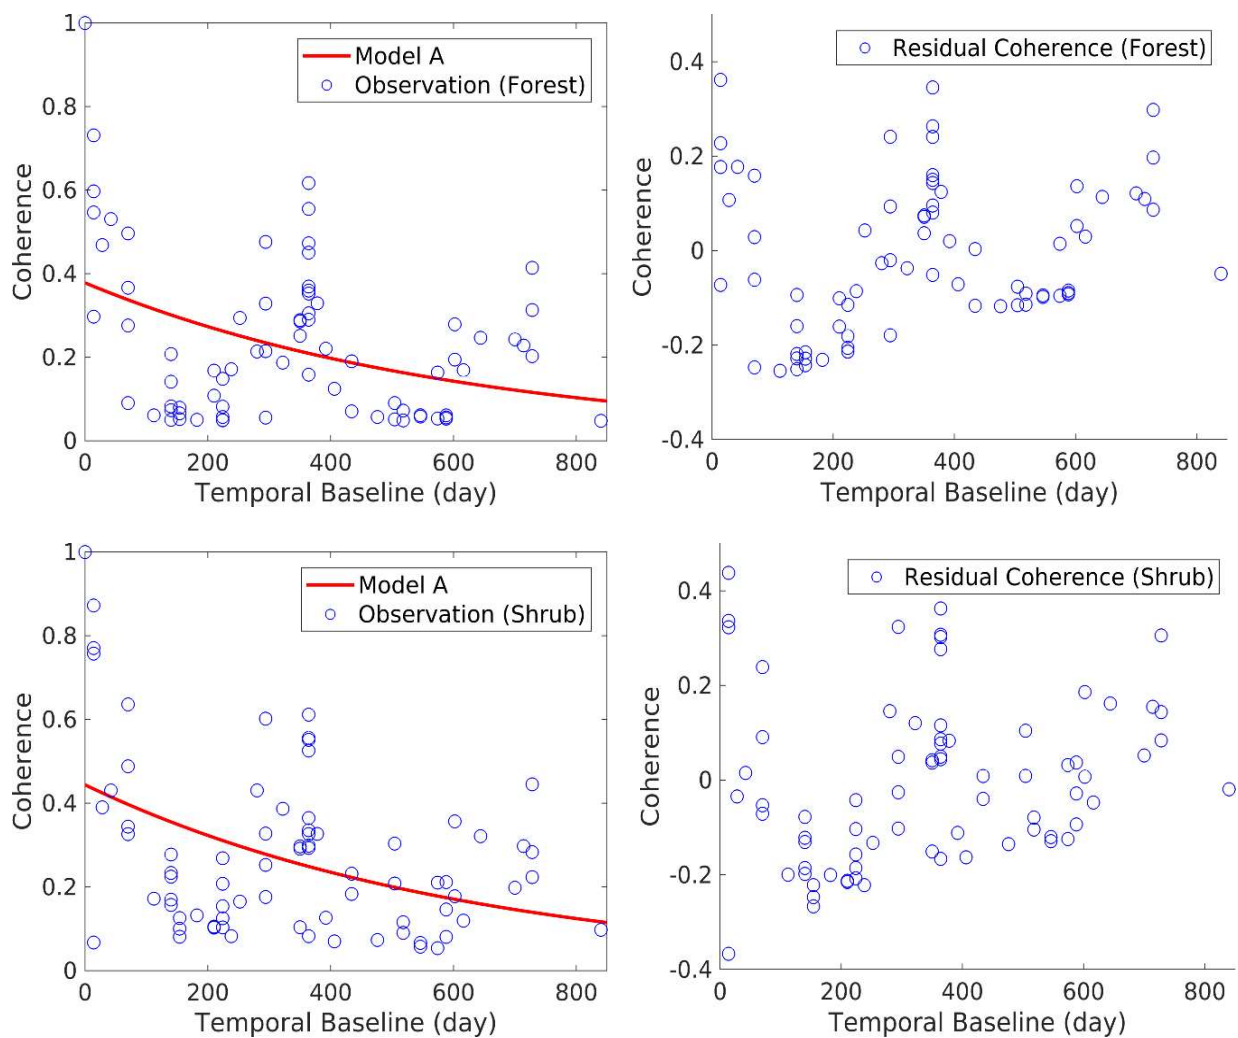 1
0.8
0.6
0.4
0.2
0
Coherence
Model A
Observation (Forest)
0 200 400 600 800
Temporal Baseline (day)
0.4
0.2
0
-0.2
-0.4
Coherence
Residual Coherence (Forest)
0 200 400 600 800
Temporal Baseline (day)
1
0.8
0.6
0.4
0.2
0
Coherence
Model A
Observation (Shrub)
0 200 400 600 800
Temporal Baseline (day)
0.4
0.2
0
-0.2
-0.4
Coherence
Residual Coherence (Shrub)
0 200 400 600 800
Temporal Baseline (day)